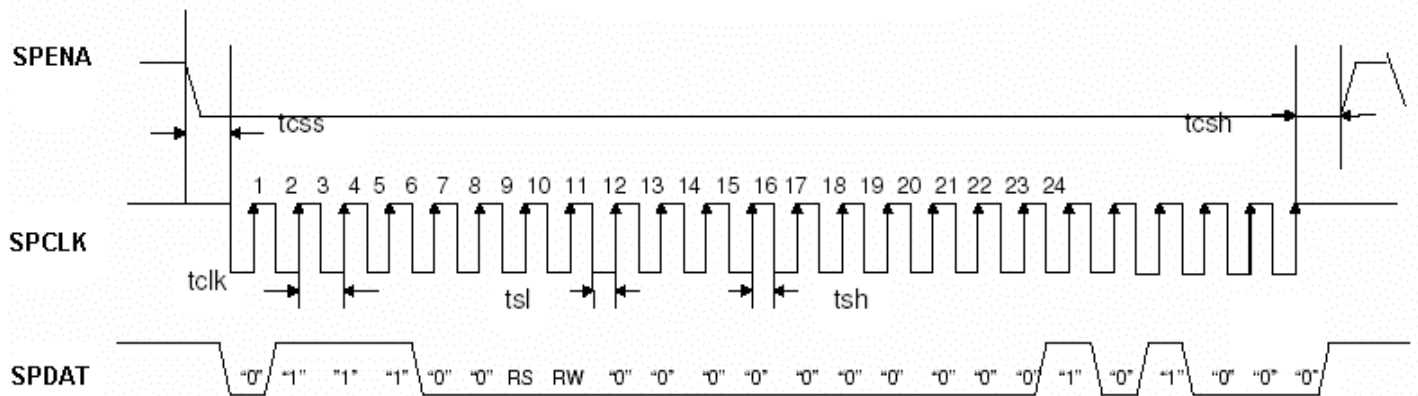 SPENA
tcss
tcsh
1 2 3 4 5 6 7 8 9 10 11 12 13 14 15 16 17 18 19 20 21 22 23 24
SPCLK
tclk
tsl
tsh
SPDAT
“0” “1” ”1” “1” “0” “0” RS RW “0” “0” “0” “0” “0” “0” “0” “0” “0” “0” “1” “0” “1” “0” “0” “0”